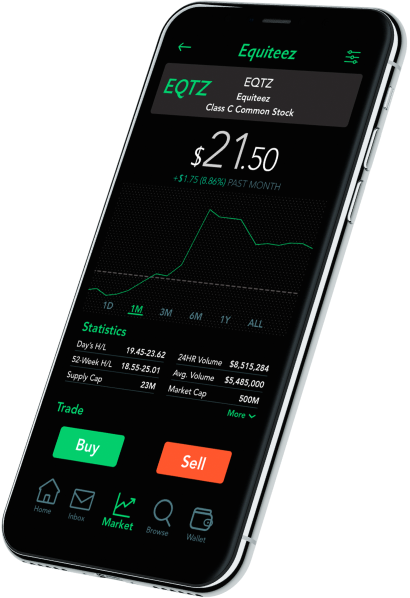 Equiteez
EQTZ
EQTZ
Equiteez
Class C Common Stock
$21.50
+$1.75 (8.86%) PAST MONTH
1D 1M 3M 6M 1Y ALL
Statistics
Day's H/L 19.45-23.62 24HR Volume $8,515,284
52-Week H/L 18.55-25.01 Avg. Volume $5,485,000
Supply Cap 23M Market Cap 500M
Trade More
Buy Sell
Home Inbox Market Browse Wallet